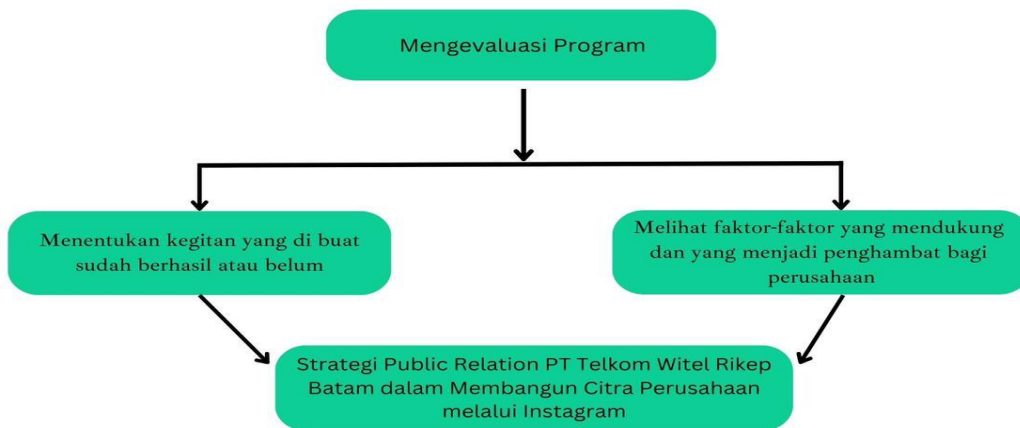 Mengevaluasi Program
Menentukan kegitan yang di buat
sudah berhasil atau belum
Melihat faktor-faktor yang mendukung
dan yang menjadi penghambat bagi
perusahaan
Strategi Public Relation PT Telkom Witel Rikep
Batam dalam Membangun Citra Perusahaan
melalui Instagram